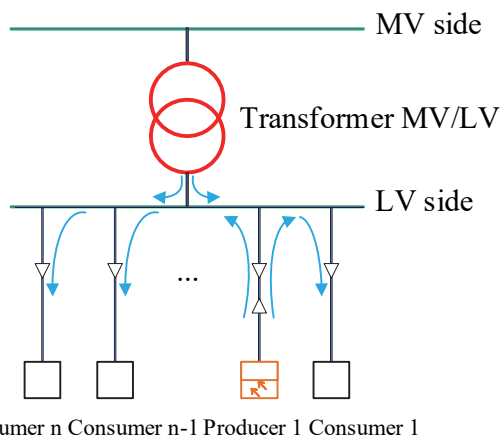 MV side
Transformer MV/LV
LV side
...
umer n Consumer n-1 Producer 1 Consumer 1